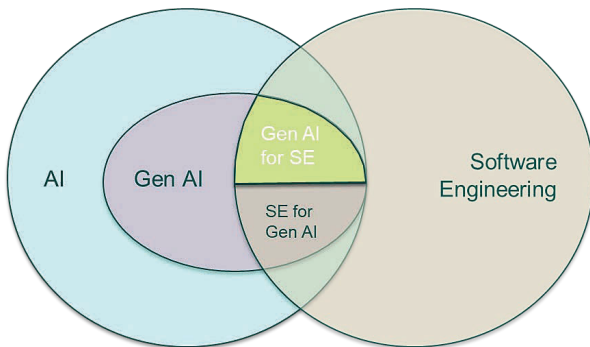 AI
Gen AI
Gen AI
for SE
SE for
Gen AI
Software
Engineering